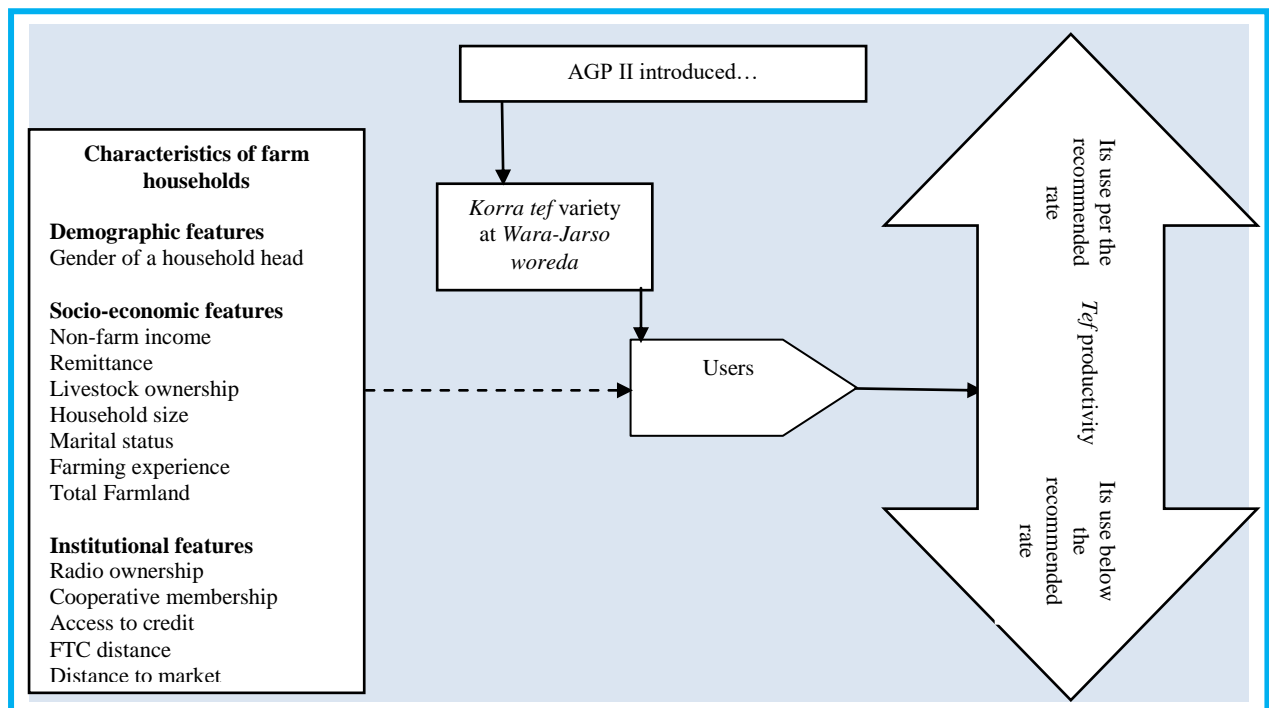 AGP II introduced…
Characteristics of farm
households
Demographic features
Gender of a household head
Socio-economic features
Non-farm income
Remittance
Livestock ownership
Household size
Marital status
Farming experience
Total Farmland
Institutional features
Radio ownership
Cooperative membership
Access to credit
FTC distance
Distance to market
Korra tef variety
at Wara-Jarso
woreda
Users
Its use per the
recommended
rate
Tef productivity
Its use below
the
recommended
rate